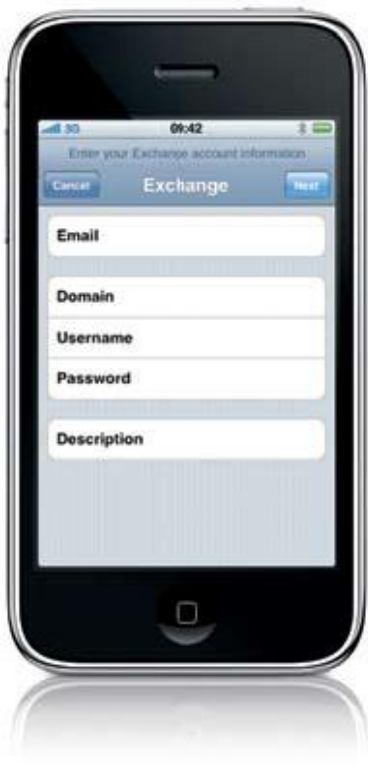 3G 09:42
Enter your Exchange account information
Cancel Exchange Next
Email
Domain
Username
Password
Description